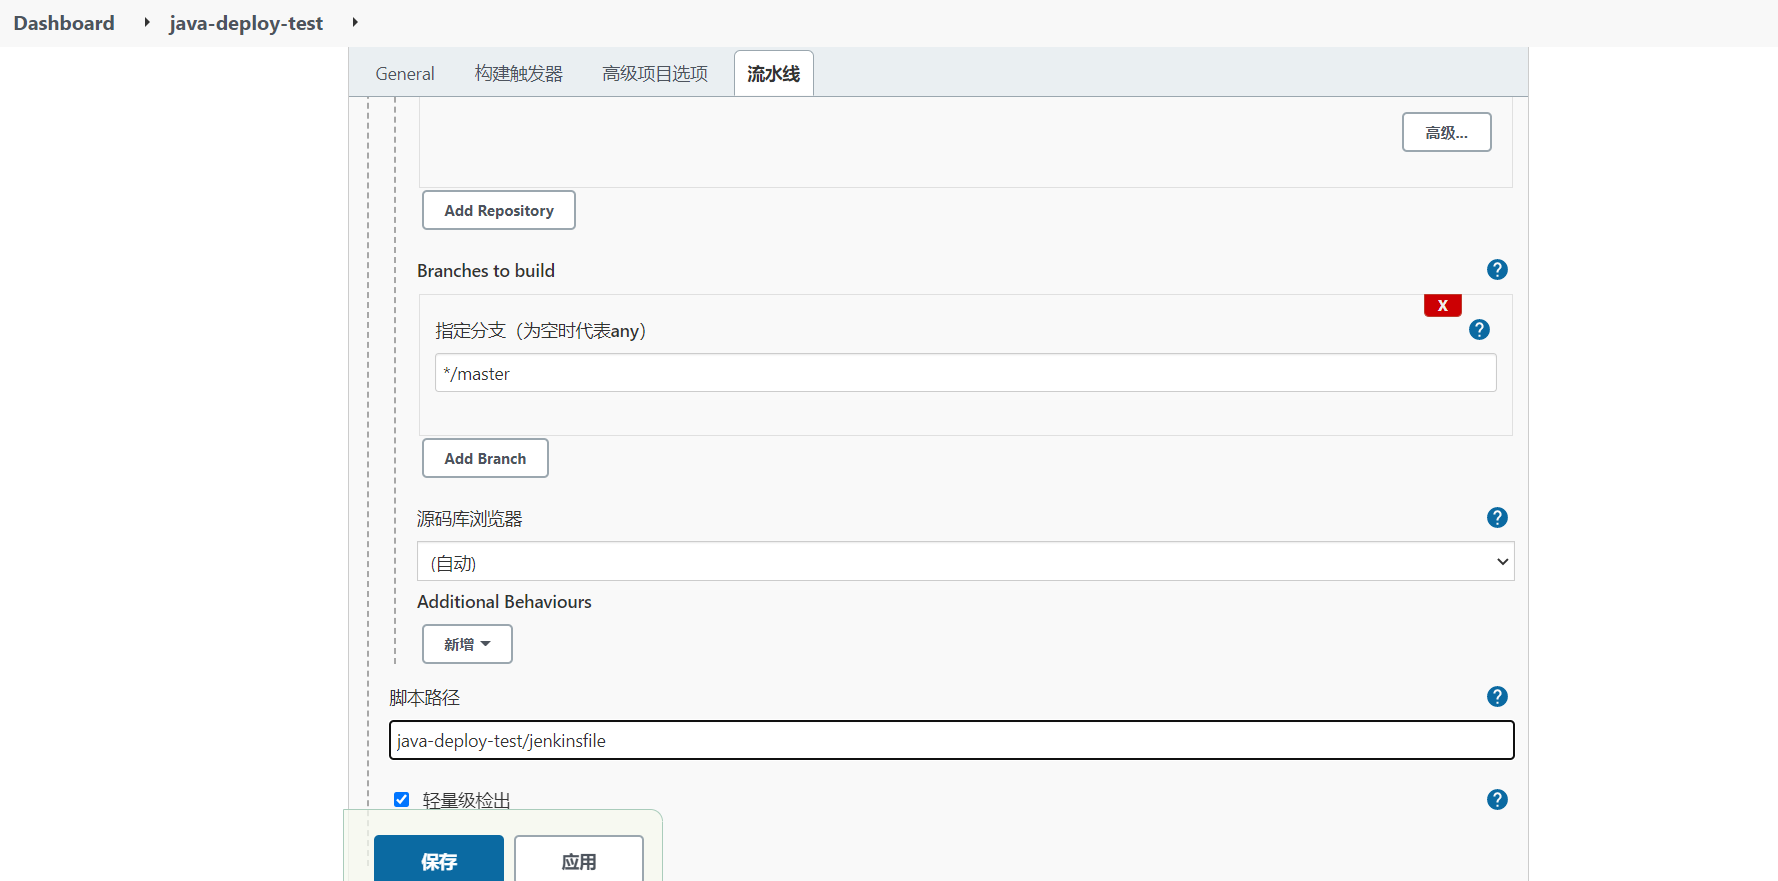 Dashboard
java-deploy-test
General
构建触发器
高级项目选项
流水线
高级...
Add Repository
Branches to build
?
X
指定分支（为空时代表any）
?
*/master
Add Branch
源码库浏览器
?
(自动)
Additional Behaviours
新增
脚本路径
?
java-deploy-test/jenkinsfile
轻量级检出
?
保存
应用